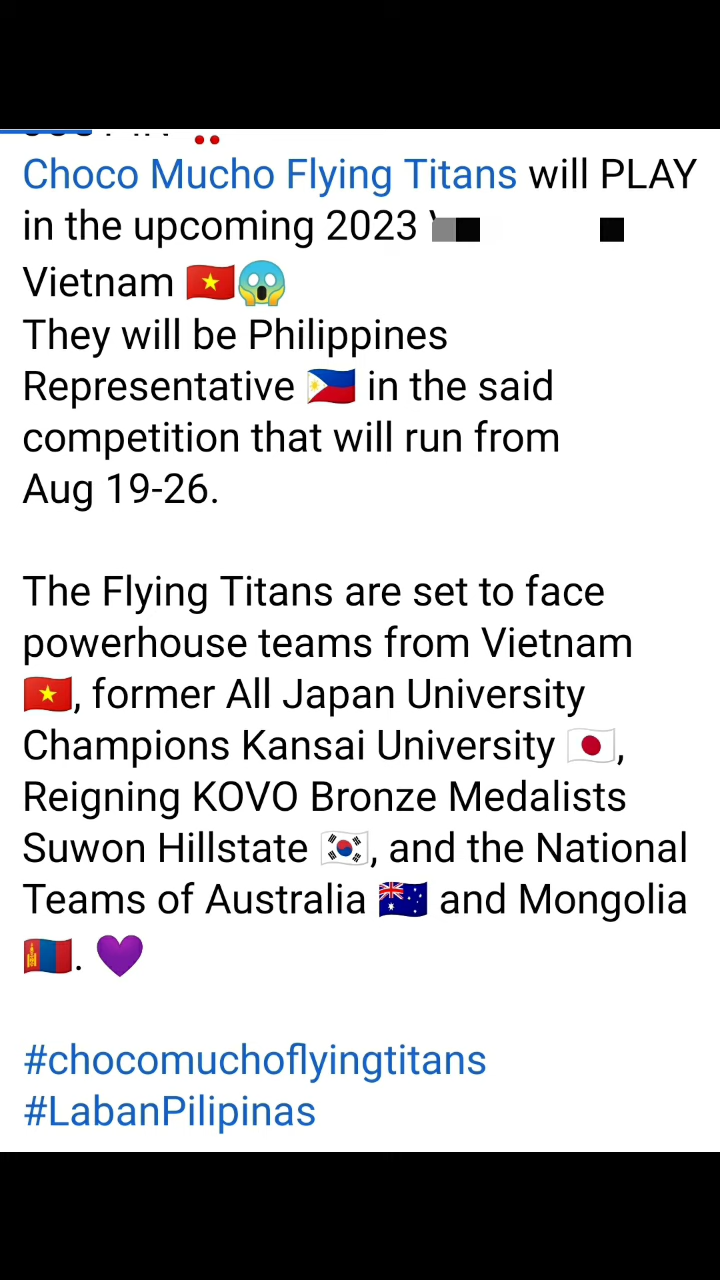 Choco Mucho Flying Titans will PLAY
in the upcoming 2023
Vietnam 🇻🇳😱
They will be Philippines
Representative 🇵🇭 in the said
competition that will run from
Aug 19-26.
The Flying Titans are set to face
powerhouse teams from Vietnam
🇻🇳, former All Japan University
Champions Kansai University 🇯🇵,
Reigning KOVO Bronze Medalists
Suwon Hillstate 🇰🇷, and the National
Teams of Australia 🇦🇺 and Mongolia
🇲🇳. 💜
#chocomuchoflyingtitans
#LabanPilipinas